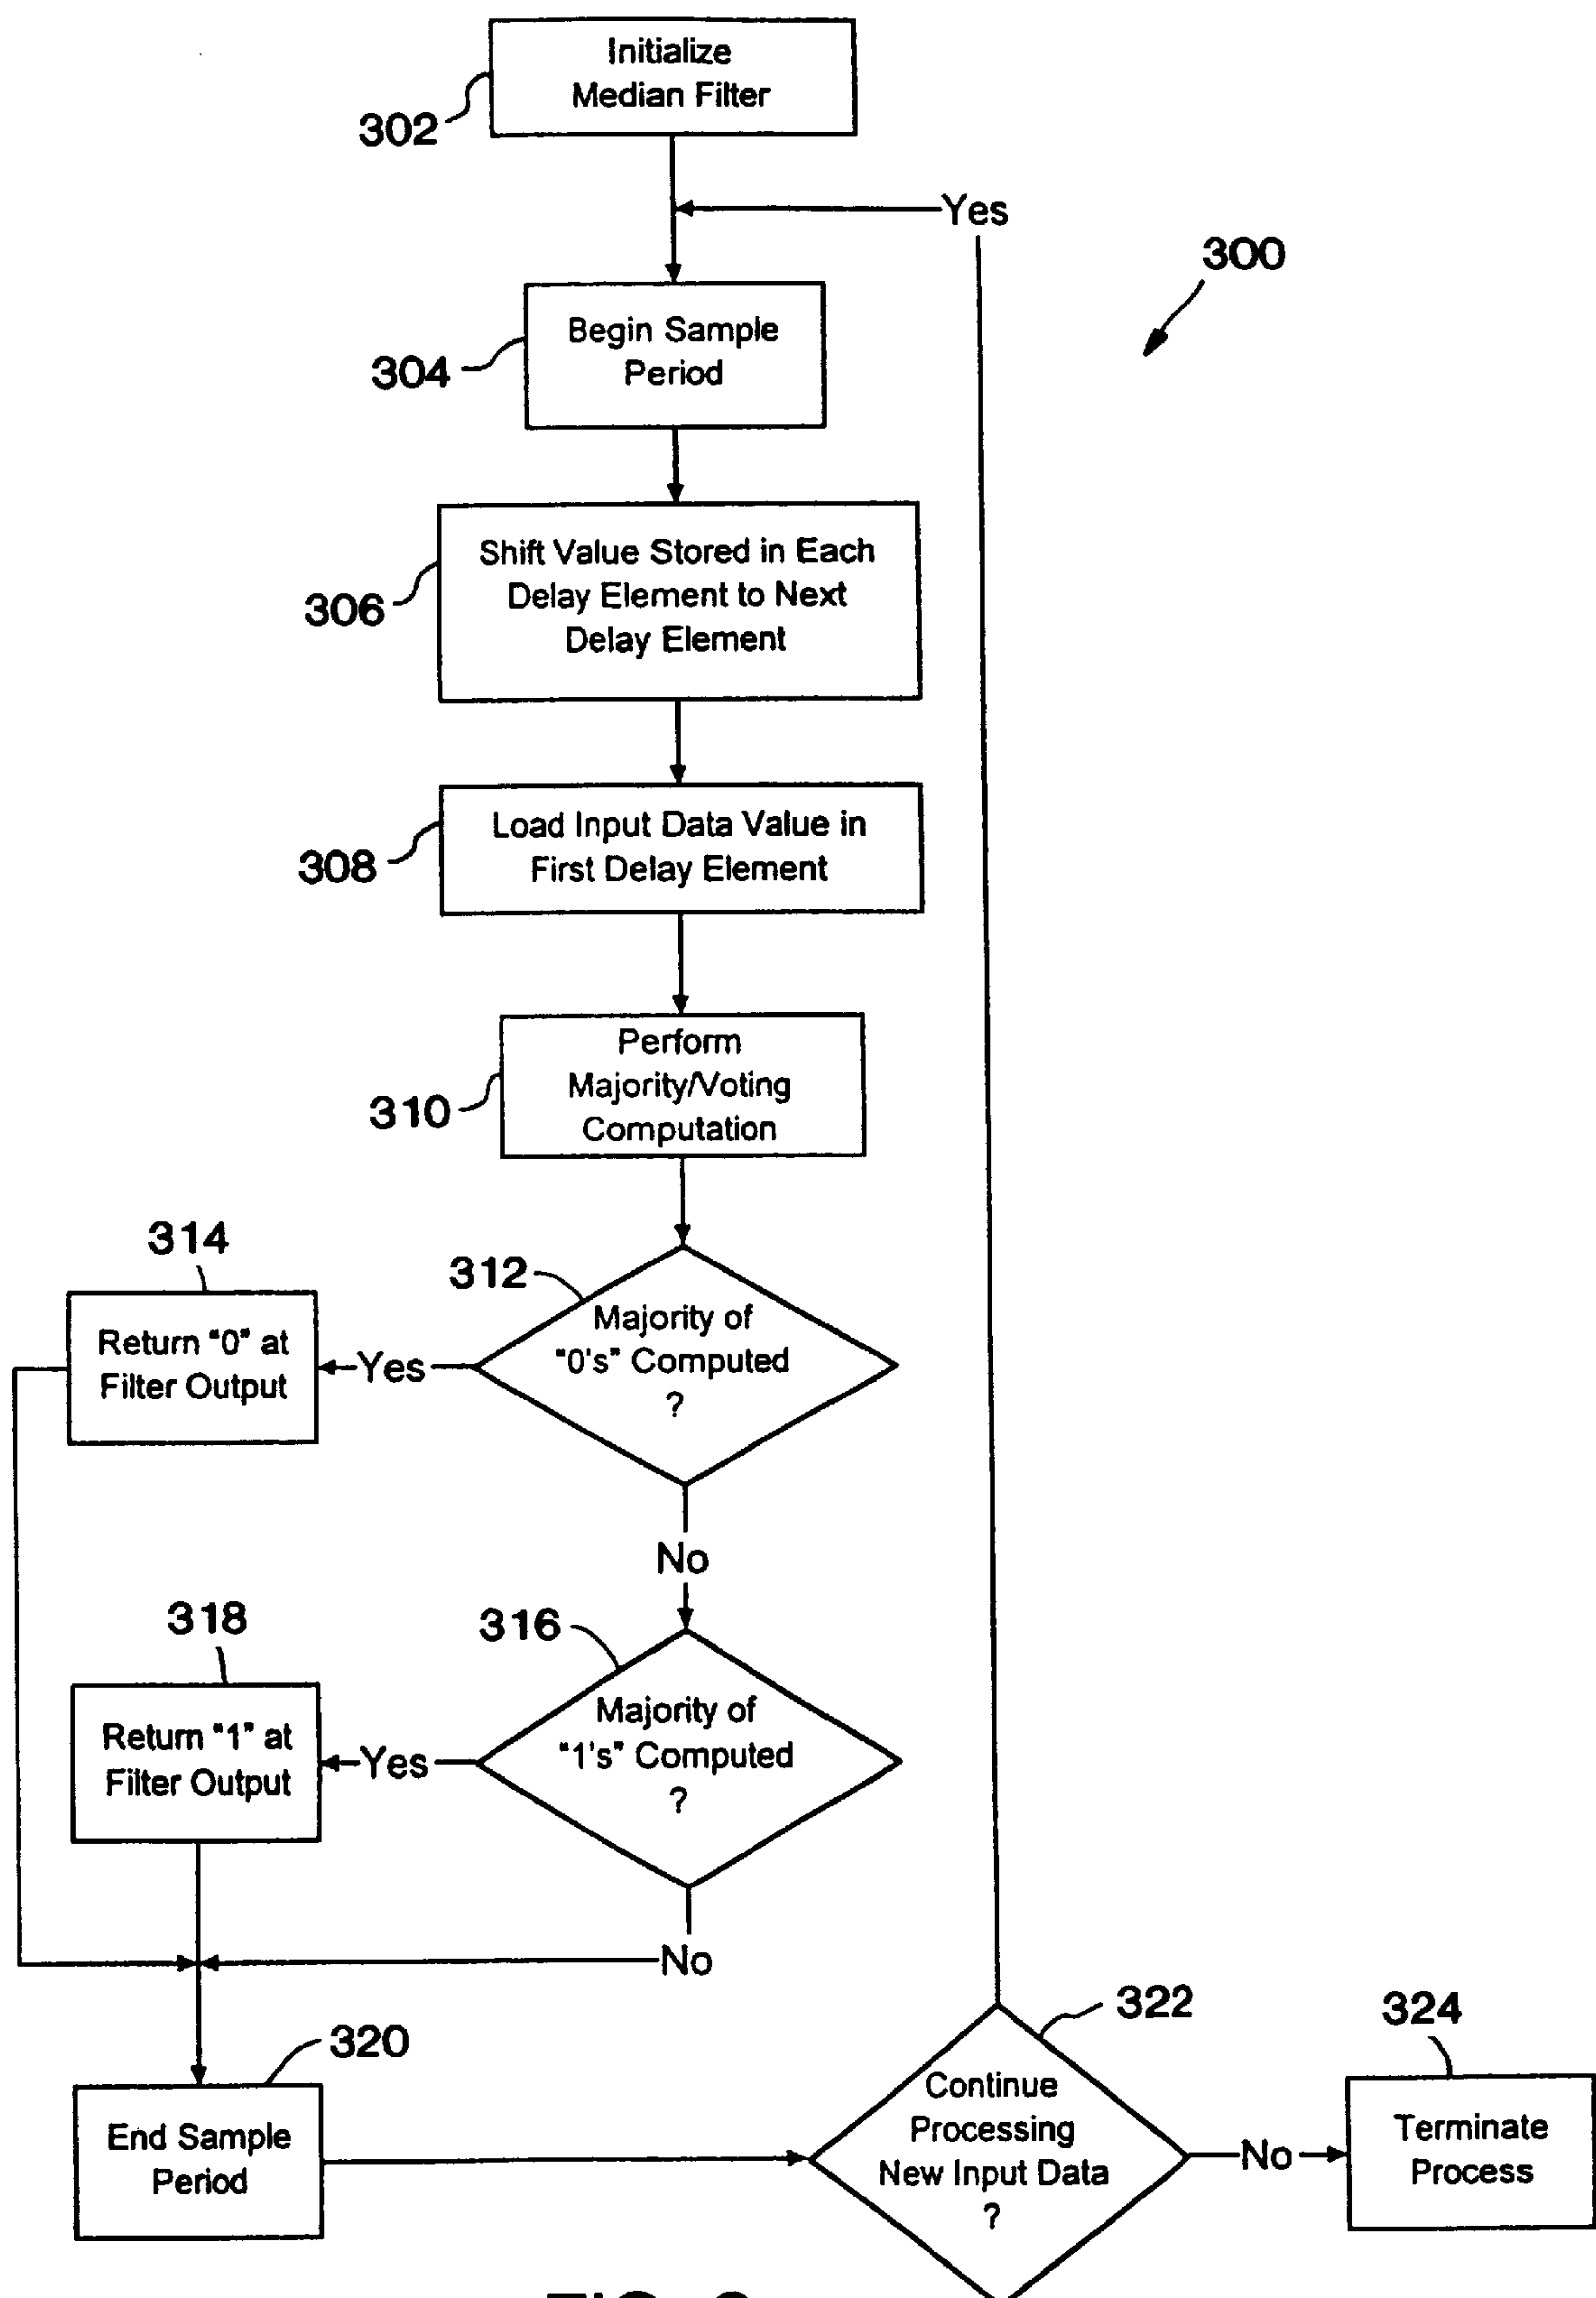 Initialize
Median Filter
302
Yes
300
Begin Sample
Period
304
Shift Value Stored in Each
Delay Element to Next
Delay Element
306
Load Input Data Value in
First Delay Element
308
Perform
Majority/Voting
Computation
310
314
312
Majority of
"0's" Computed
?
Yes
Return "0" at
Filter Output
No
318
316
Majority of
"1's" Computed
?
Yes
Return "1" at
Filter Output
No
320
322
324
End Sample
Period
Continue
Processing
New Input Data
?
No
Terminate
Process